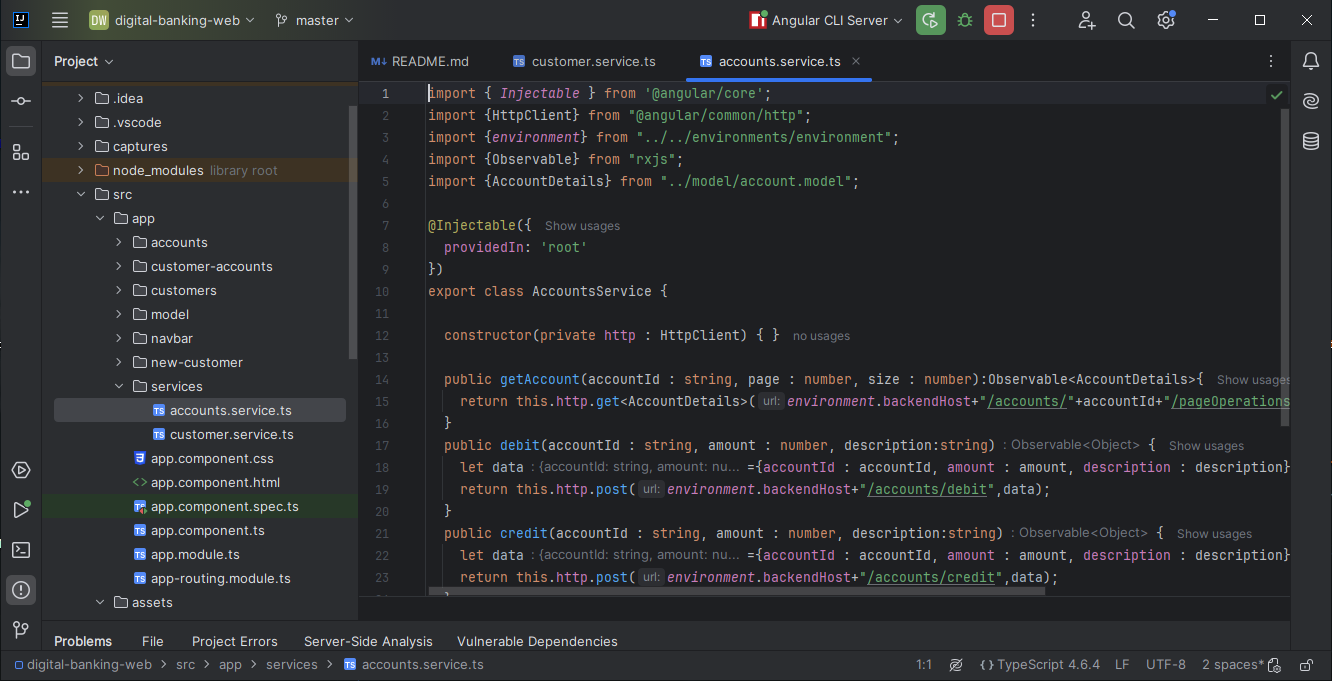 DW digital-banking-web master Angular CLI Server
Project
README.md customer.service.ts accounts.service.ts
.idea
.vscode
captures
node_modules library root
src
app
accounts
customer-accounts
customers
model
navbar
new-customer
services
accounts.service.ts
customer.service.ts
app.component.css
app.component.html
app.component.spec.ts
app.component.ts
app.module.ts
app-routing.module.ts
assets
1 import { Injectable } from '@angular/core';
2 import {HttpClient} from "@angular/common/http";
3 import {environment} from "../../environments/environment";
4 import {Observable} from "rxjs";
5 import {AccountDetails} from "../model/account.model";
6
7 @Injectable({ Show usages
8 providedIn: 'root'
9 })
10 export class AccountsService {
11
12 constructor(private http : HttpClient) { } no usages
13
14 public getAccount(accountId : string, page : number, size : number):Observable<AccountDetails>{ Show usages
15 return this.http.get<AccountDetails>( url: environment.backendHost+"/accounts/"+accountId+"/pageOperations
16 }
17 public debit(accountId : string, amount : number, description:string) : Observable<Object> { Show usages
18 let data : {accountId: string, amount: nu... ={accountId : accountId, amount : amount, description : description}
19 return this.http.post( url: environment.backendHost+"/accounts/debit",data);
20 }
21 public credit(accountId : string, amount : number, description:string) : Observable<Object> { Show usages
22 let data : {accountId: string, amount: nu... ={accountId : accountId, amount : amount, description : description}
23 return this.http.post( url: environment.backendHost+"/accounts/credit",data);
Problems File Project Errors Server-Side Analysis Vulnerable Dependencies
digital-banking-web > src > app > services > accounts.service.ts 1:1 TypeScript 4.6.4 LF UTF-8 2 spaces*